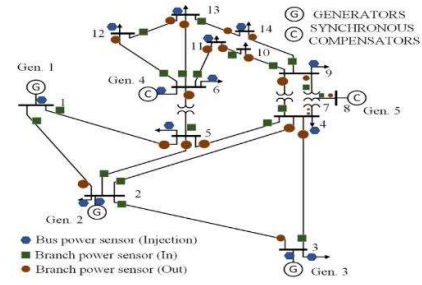 13
G GENERATORS
C SYNCHRONOUS
COMPENSATORS
12
14
11
10
Gen. 1
G
Gen. 4
C
6
9
1
7
8
C
Gen. 5
4
5
2
Gen. 2
G
3
G
Gen. 3
Bus power sensor (Injection)
Branch power sensor (In)
Branch power sensor (Out)